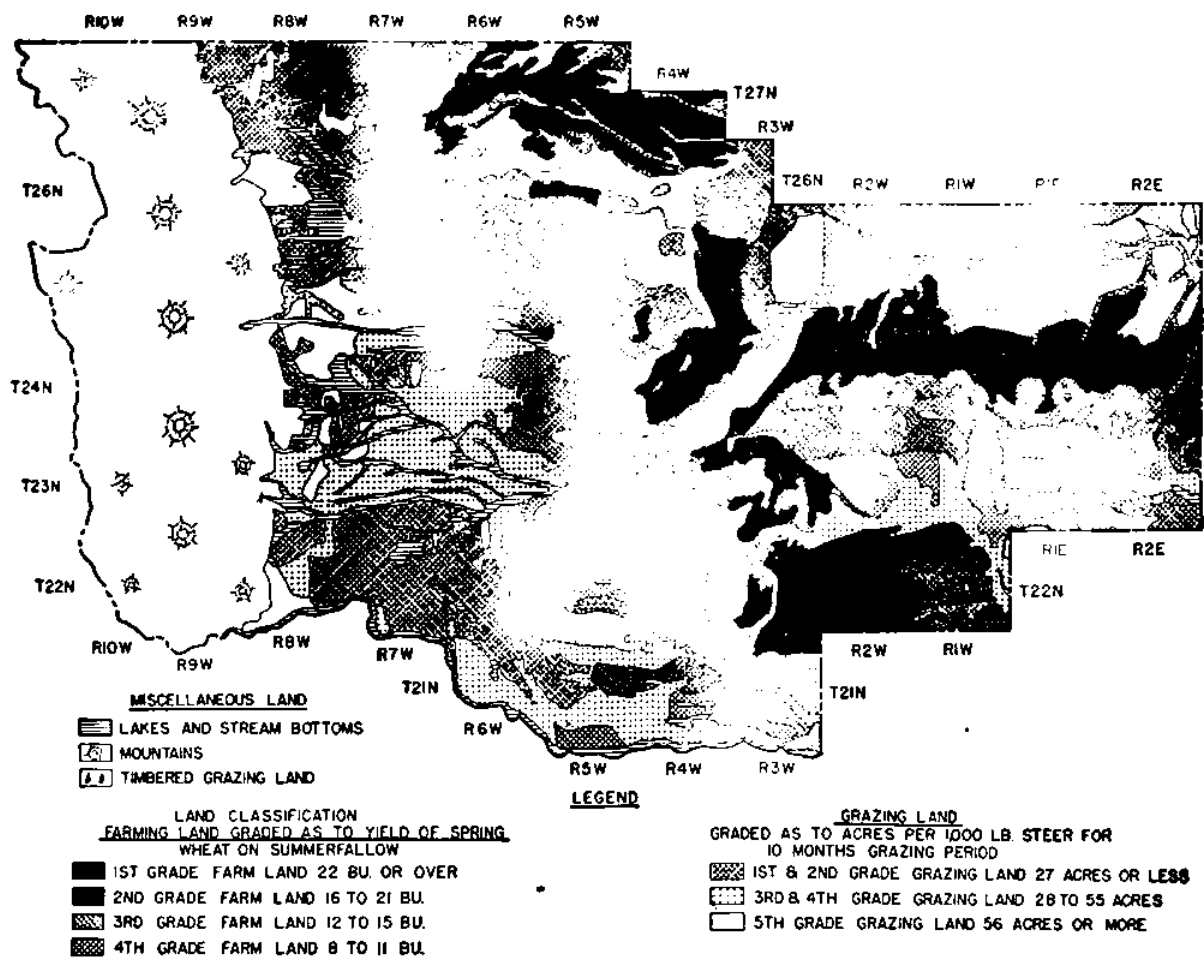 R10W R9W R8W R7W R6W R5W
R4W
T27N
R3W
T26N
T26N R2W R1W R1E R2E
T24N
T23N
T22N
R1E R2E
T22N
R10W
R9W
R8W
R7W
R2W R1W
T21N
T21N
R6W
R5W R4W R3W
MISCELLANEOUS LAND
LAKES AND STREAM BOTTOMS
MOUNTAINS
TIMBERED GRAZING LAND
LEGEND
LAND CLASSIFICATION
FARMING LAND GRADED AS TO YIELD OF SPRING
WHEAT ON SUMMERFALLOW
1ST GRADE FARM LAND 22 BU. OR OVER
2ND GRADE FARM LAND 16 TO 21 BU.
3RD GRADE FARM LAND 12 TO 15 BU.
4TH GRADE FARM LAND 8 TO 11 BU.
GRAZING LAND
GRADED AS TO ACRES PER 1,000 LB. STEER FOR
10 MONTHS GRAZING PERIOD
1ST & 2ND GRADE GRAZING LAND 27 ACRES OR LESS
3RD & 4TH GRADE GRAZING LAND 28 TO 55 ACRES
5TH GRADE GRAZING LAND 56 ACRES OR MORE